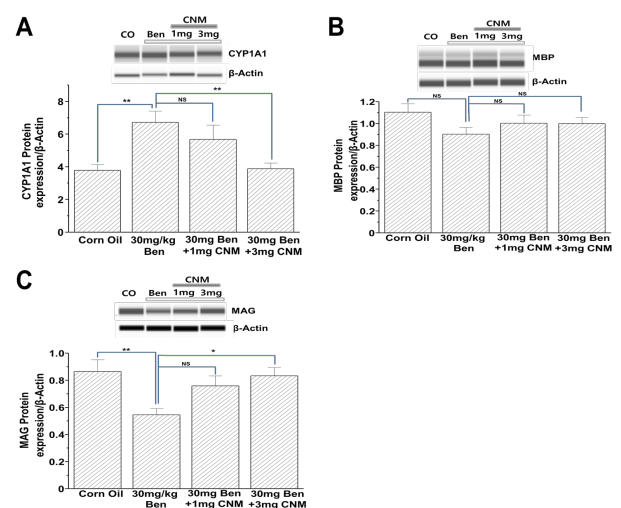 A
CNM
CO Ben 1mg 3mg
CYP1A1
β-Actin
**
**
NS
8
6
4
2
0
CYP1A1 Protein
expression/β-Actin
Corn Oil
30mg/kg
Ben
30mg Ben
+1mg CNM
30mg Ben
+3mg CNM
B
CNM
CO Ben 1mg 3mg
MBP
β-Actin
NS
NS
NS
1.2
1.0
0.8
0.6
0.4
0.2
0
MBP Protein
expression/β-Actin
Corn Oil
30mg/kg
Ben
30mg Ben
+1mg CNM
30mg Ben
+3mg CNM
C
CNM
CO Ben 1mg 3mg
MAG
β-Actin
**
*
NS
1.0
0.8
0.6
0.4
0.2
0
MAG Protein
expression/β-Actin
Corn Oil
30mg/kg
Ben
30mg Ben
+1mg CNM
30mg Ben
+3mg CNM